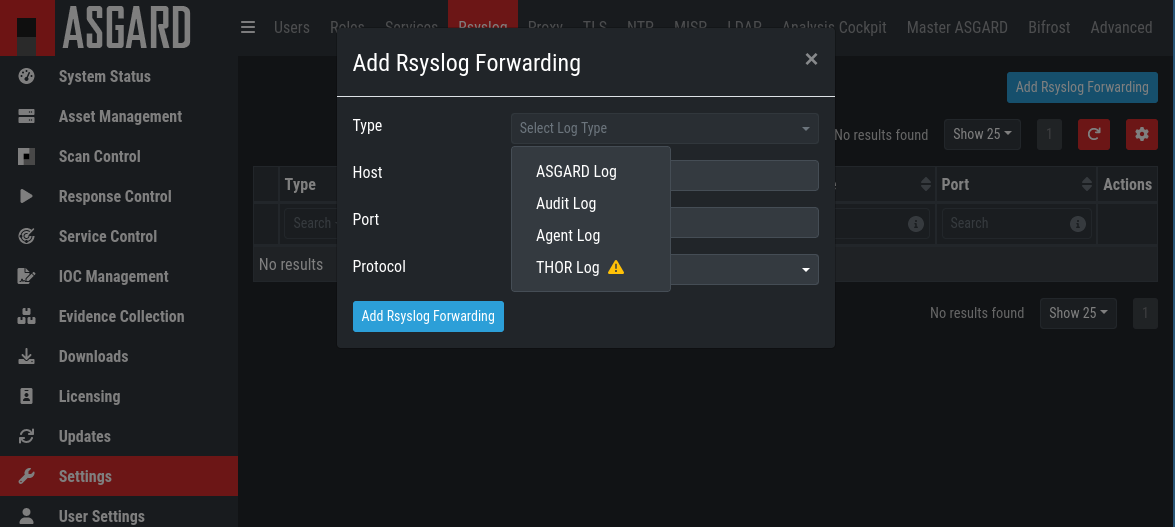 ASGARD
Users Roles Services Rsyslog Proxy TLS NTP MISP LDAP Analysis Cockpit Master ASGARD Bifrost Advanced
System Status
Asset Management
Scan Control
Response Control
Service Control
IOC Management
Evidence Collection
Downloads
Licensing
Updates
Settings
User Settings
Add Rsyslog Forwarding
No results found Show 25 1
Type Port Actions
Search Search
No results
No results found Show 25 1
Add Rsyslog Forwarding ×
Type Select Log Type
ASGARD Log
Audit Log
Agent Log
THOR Log
Host
Port
Protocol
Add Rsyslog Forwarding